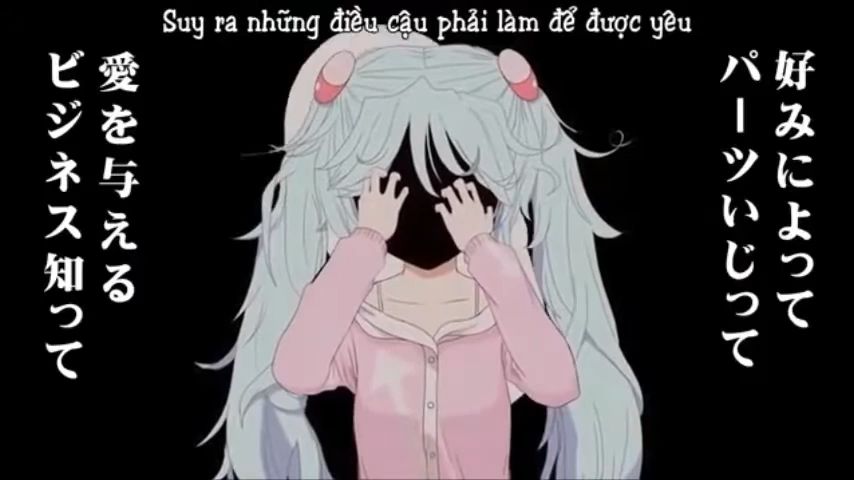 Suy ra những điều cậu phải làm để được yêu
好みによって
パーツいじって
愛を与える
ビジネス知って